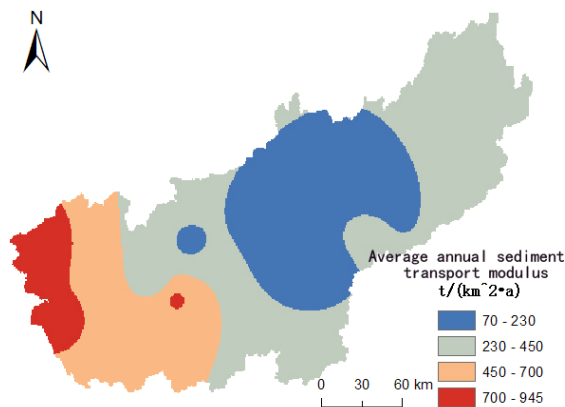 N
Average annual sediment
transport modulus
t/(km^2*a)
70 - 230
230 - 450
450 - 700
700 - 945
0 30 60 km